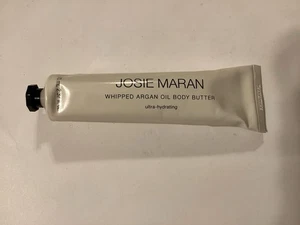 JOSIE MARAN
WHIPPED ARGAN OIL BODY BUTTER
ultra-hydrating